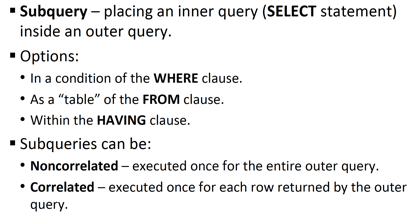 ▪ Subquery – placing an inner query (SELECT statement)
inside an outer query.
▪ Options:
• In a condition of the WHERE clause.
• As a “table” of the FROM clause.
• Within the HAVING clause.
▪ Subqueries can be:
• Noncorrelated – executed once for the entire outer query.
• Correlated – executed once for each row returned by the outer
query.